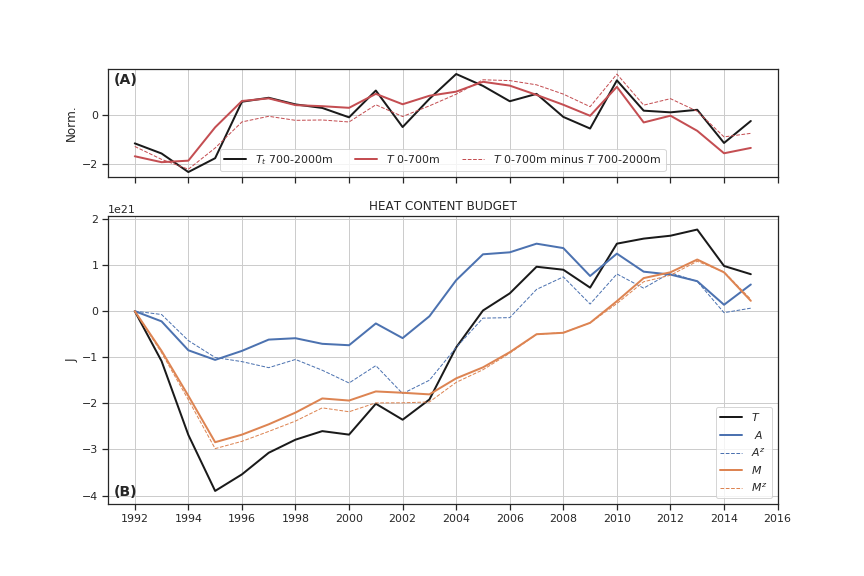 (A)
Norm.
0
−2
Tₜ 700-2000m
T 0-700m
T 0-700m minus T 700-2000m
HEAT CONTENT BUDGET
1e21
2
1
0
−1
−2
−3
−4
J
T
A
Aᶻ
M
Mᶻ
(B)
1992 1994 1996 1998 2000 2002 2004 2006 2008 2010 2012 2014 2016